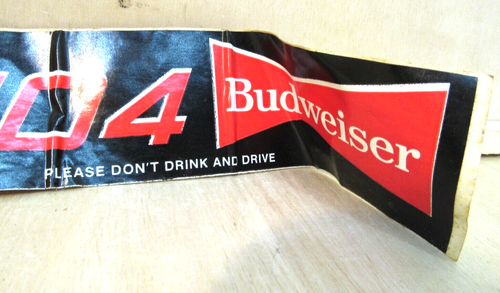 04
Budweiser
PLEASE DON'T DRINK AND DRIVE